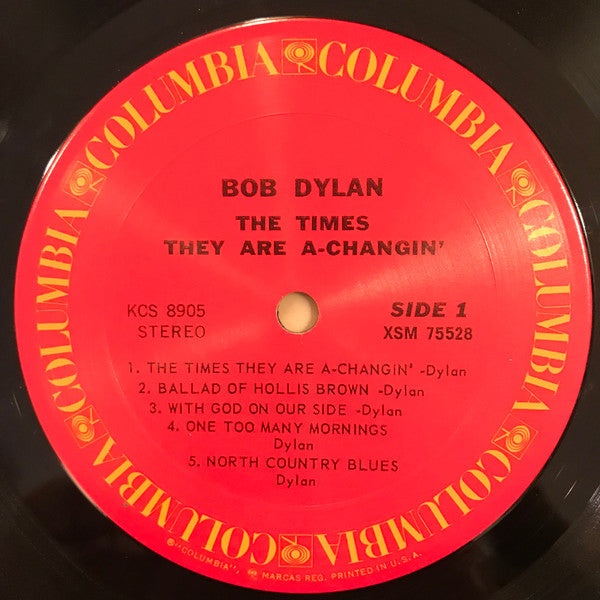 COLUMBIA COLUMBIA COLUMBIA COLUMBIA COLUMBIA COLUMBIA
BOB DYLAN
THE TIMES
THEY ARE A-CHANGIN'
KCS 8905
STEREO
SIDE 1
XSM 75528
1. THE TIMES THEY ARE A-CHANGIN' -Dylan
2. BALLAD OF HOLLIS BROWN -Dylan
3. WITH GOD ON OUR SIDE -Dylan
4. ONE TOO MANY MORNINGS
Dylan
5. NORTH COUNTRY BLUES
Dylan
®"COLUMBIA", MARCAS REG. PRINTED IN U.S.A.